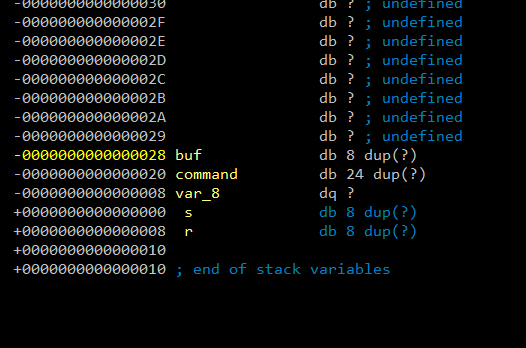 -0000000000000030 db ? ; undefined
-000000000000002F db ? ; undefined
-000000000000002E db ? ; undefined
-000000000000002D db ? ; undefined
-000000000000002C db ? ; undefined
-000000000000002B db ? ; undefined
-000000000000002A db ? ; undefined
-0000000000000029 db ? ; undefined
-0000000000000028 buf db 8 dup(?)
-0000000000000020 command db 24 dup(?)
-0000000000000008 var_8 dq ?
+0000000000000000 s db 8 dup(?)
+0000000000000008 r db 8 dup(?)
+0000000000000010
+0000000000000010 ; end of stack variables